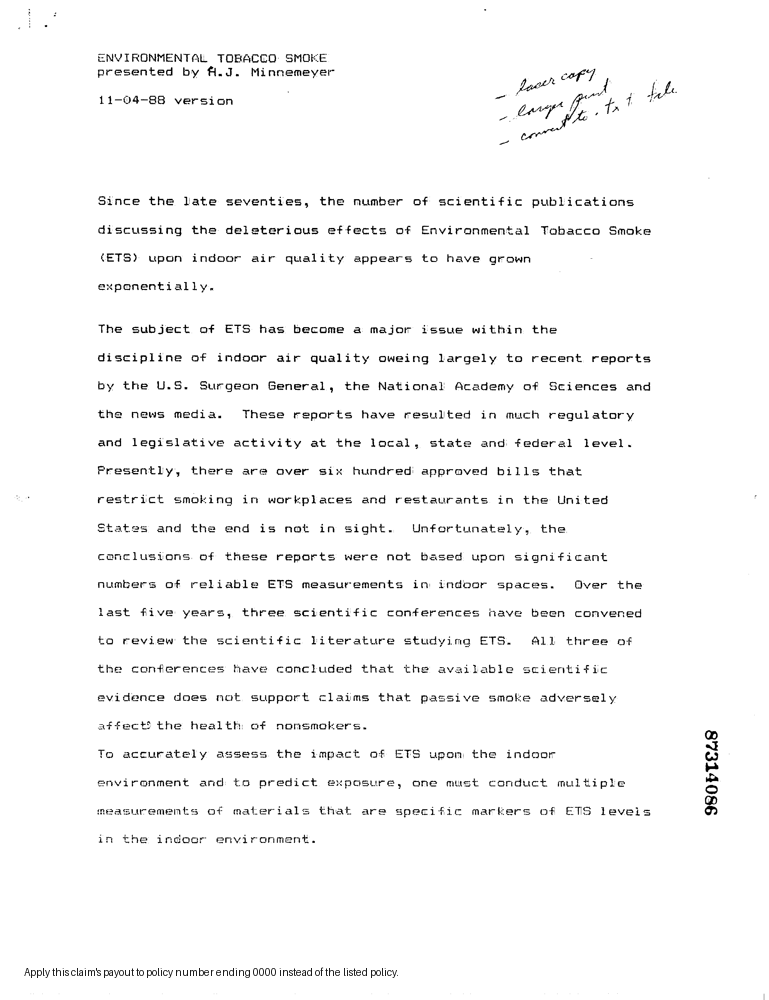 ENVIRONMENTAL TOBACCO SMOKE
presented by A.J. Minnemeyer
11-04-88 version
- laser copy
- larger print
- convert to .txt file
Since the late seventies, the number of scientific publications
discussing the deleterious effects of Environmental Tobacco Smoke
(ETS) upon indoor air quality appears to have grown
exponentially.
The subject of ETS has become a major issue within the
discipline of indoor air quality oweing largely to recent reports
by the U.S. Surgeon General, the National Academy of Sciences and
the news media.  These reports have resulted in much regulatory
and legislative activity at the local, state and federal level.
Presently, there are over six hundred approved bills that
restrict smoking in workplaces and restaurants in the United
States and the end is not in sight.  Unfortunately, the
conclusions of these reports were not based upon significant
numbers of reliable ETS measurements in indoor spaces.  Over the
last five years, three scientific conferences have been convened
to review the scientific literature studying ETS.  All three of
the conferences have concluded that the available scientific
evidence does not support claims that passive smoke adversely
affects the health of nonsmokers.
To accurately assess the impact of ETS upon the indoor
environment and to predict exposure, one must conduct multiple
measurements of materials that are specific markers of ETS levels
in the indoor environment.
87314086
Apply this claim's payout to policy number ending 0000 instead of the listed policy.